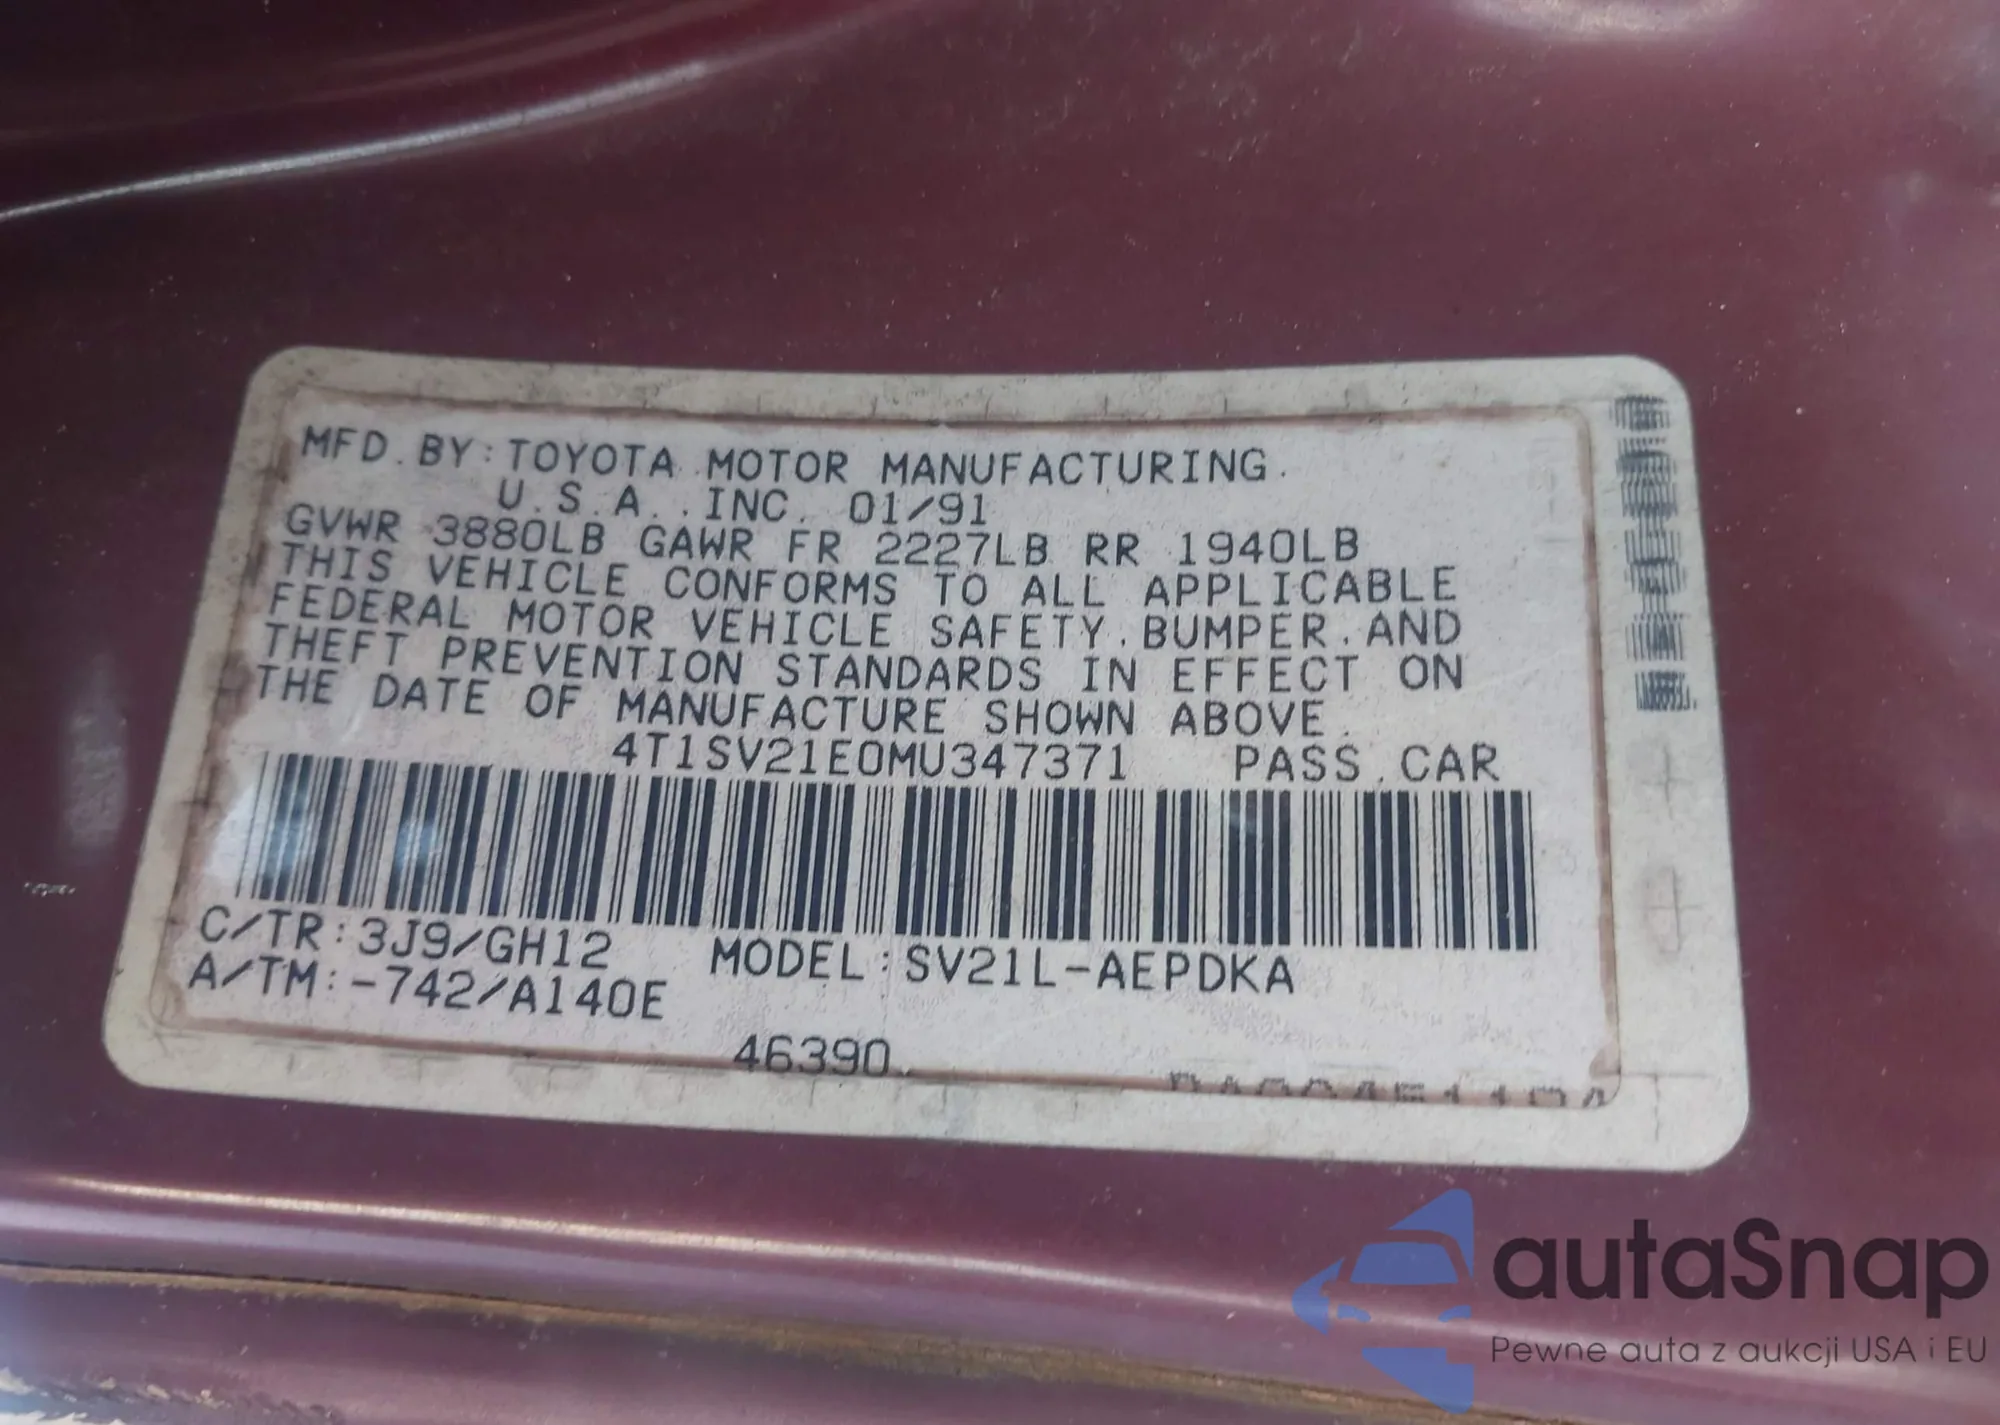 MFD. BY: TOYOTA MOTOR MANUFACTURING.
U.S.A., INC. 01/91
GVWR 3880LB GAWR FR 2227LB RR 1940LB
THIS VEHICLE CONFORMS TO ALL APPLICABLE
FEDERAL MOTOR VEHICLE SAFETY, BUMPER, AND
THEFT PREVENTION STANDARDS IN EFFECT ON
THE DATE OF MANUFACTURE SHOWN ABOVE.
4T1SV21E0MU347371 PASS. CAR
C/TR: 3J9/GH12 MODEL: SV21L-AEPDKA
A/TM: -742/A140E
46390
autaSnap
Pewne auta z aukcji USA i EU